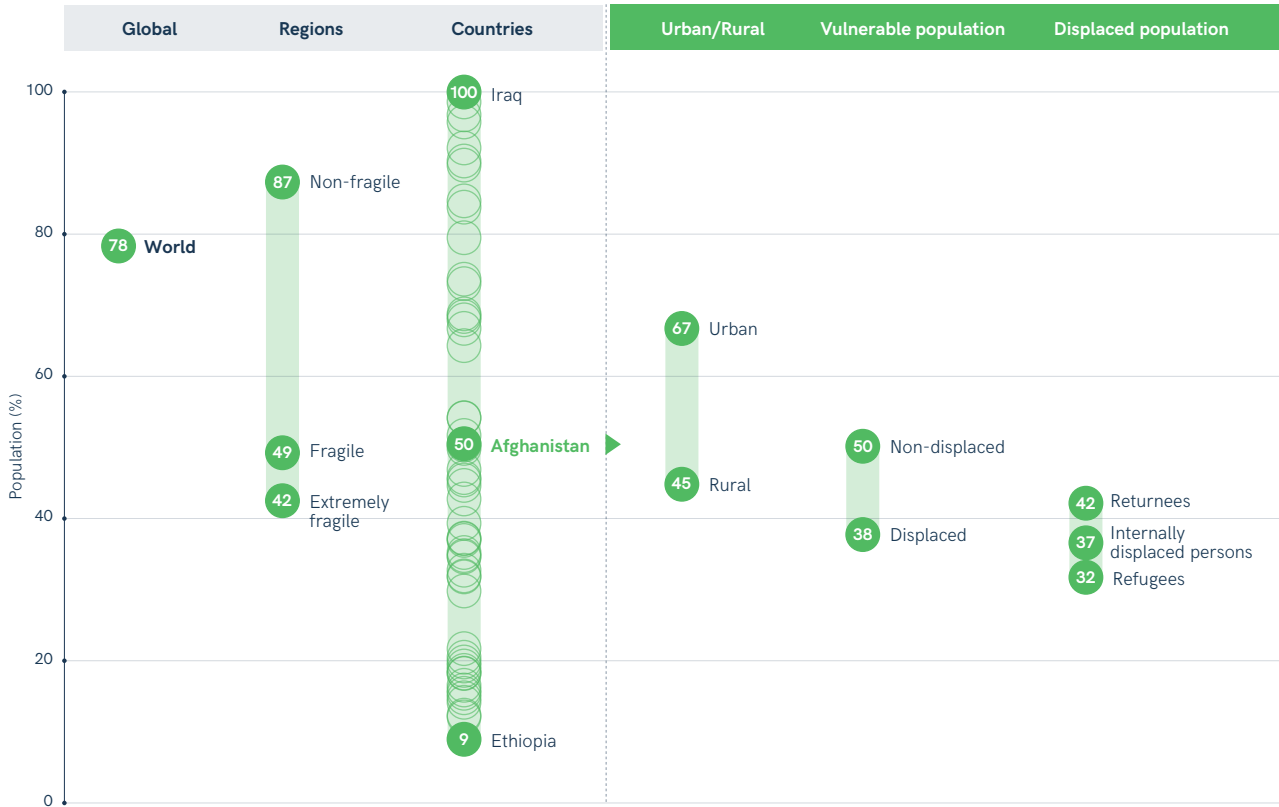 Global
Regions
Countries
Urban/Rural
Vulnerable population
Displaced population
Population (%)
100
80
60
40
20
0
78 World
87 Non-fragile
49 Fragile
42 Extremely
fragile
100 Iraq
50 Afghanistan
9 Ethiopia
67 Urban
45 Rural
50 Non-displaced
38 Displaced
42 Returnees
37 Internally
displaced persons
32 Refugees